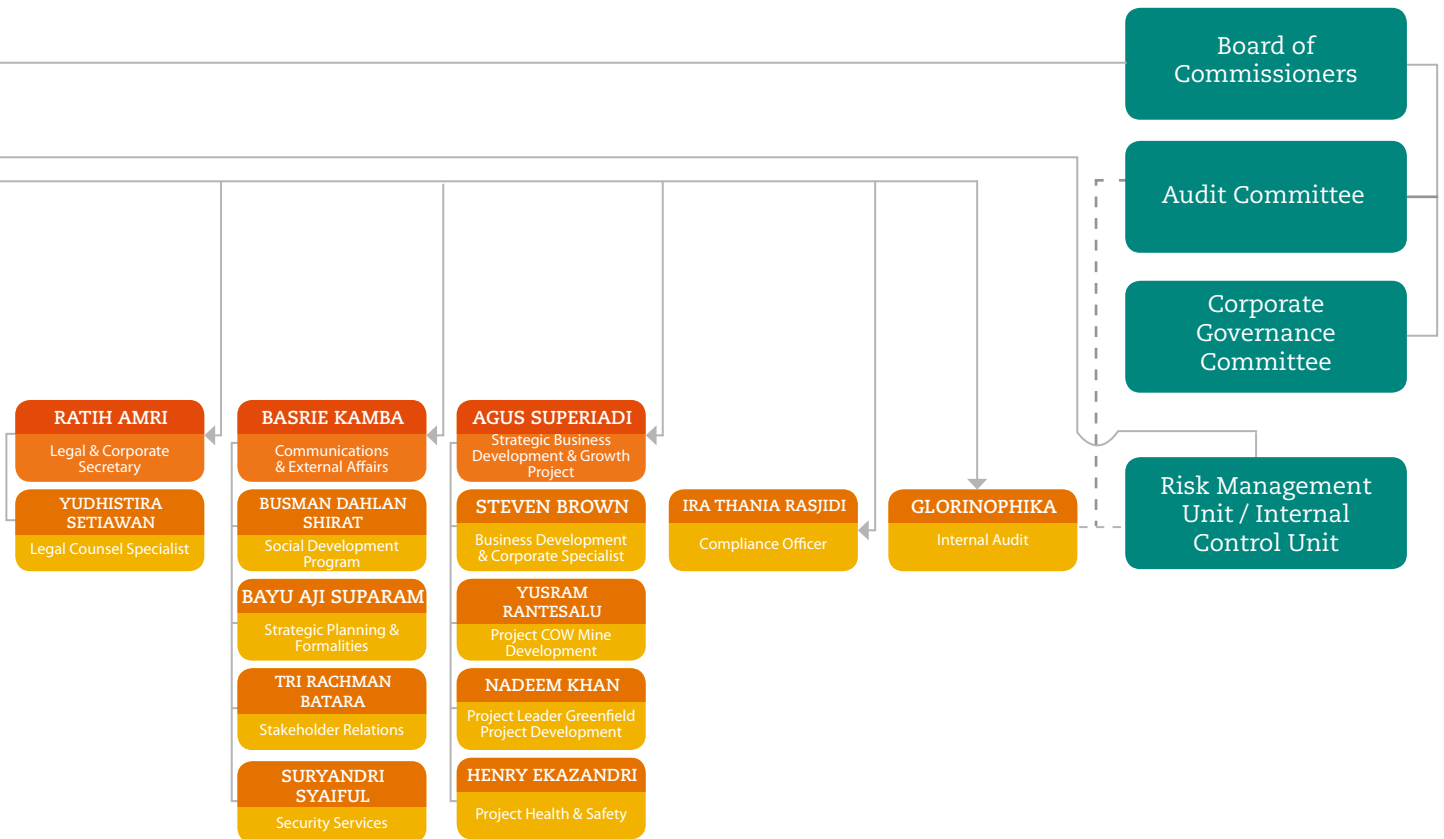 Board of
Commissioners
Audit Committee
Corporate
Governance
Committee
RATIH AMRI
Legal & Corporate
Secretary
YUDHISTIRA
SETIAWAN
Legal Counsel Specialist
BASRIE KAMBA
Communications
& External Affairs
BUSMAN DAHLAN
SHIRAT
Social Development
Program
BAYU AJI SUPARAM
Strategic Planning &
Formalities
TRI RACHMAN
BATARA
Stakeholder Relations
SURYANDRI
SYAIFUL
Security Services
AGUS SUPERIADI
Strategic Business
Development & Growth
Project
STEVEN BROWN
Business Development
& Corporate Specialist
YUSRAM
RANTESALU
Project COW Mine
Development
NADEEM KHAN
Project Leader Greenfield
Project Development
HENRY EKAZANDRI
Project Health & Safety
IRA THANIA RASJIDI
Compliance Officer
GLORINOPHIKA
Internal Audit
Risk Management
Unit / Internal
Control Unit